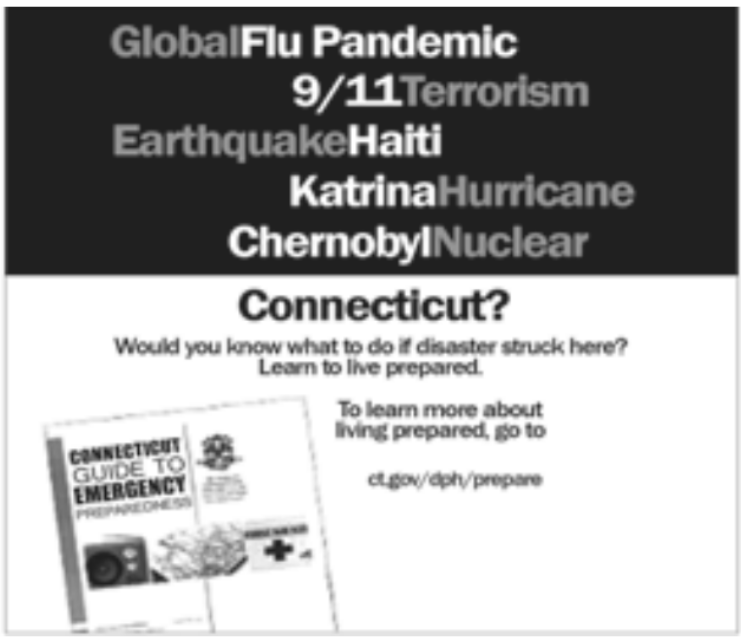 GlobalFlu Pandemic
9/11Terrorism
EarthquakeHaiti
KatrinaHurricane
ChernobylNuclear
Connecticut?
Would you know what to do if disaster struck here?
Learn to live prepared.
To learn more about
living prepared, go to
ct.gov/dph/prepare
CONNECTICUT
GUIDE TO
EMERGENCY
PREPAREDNESS